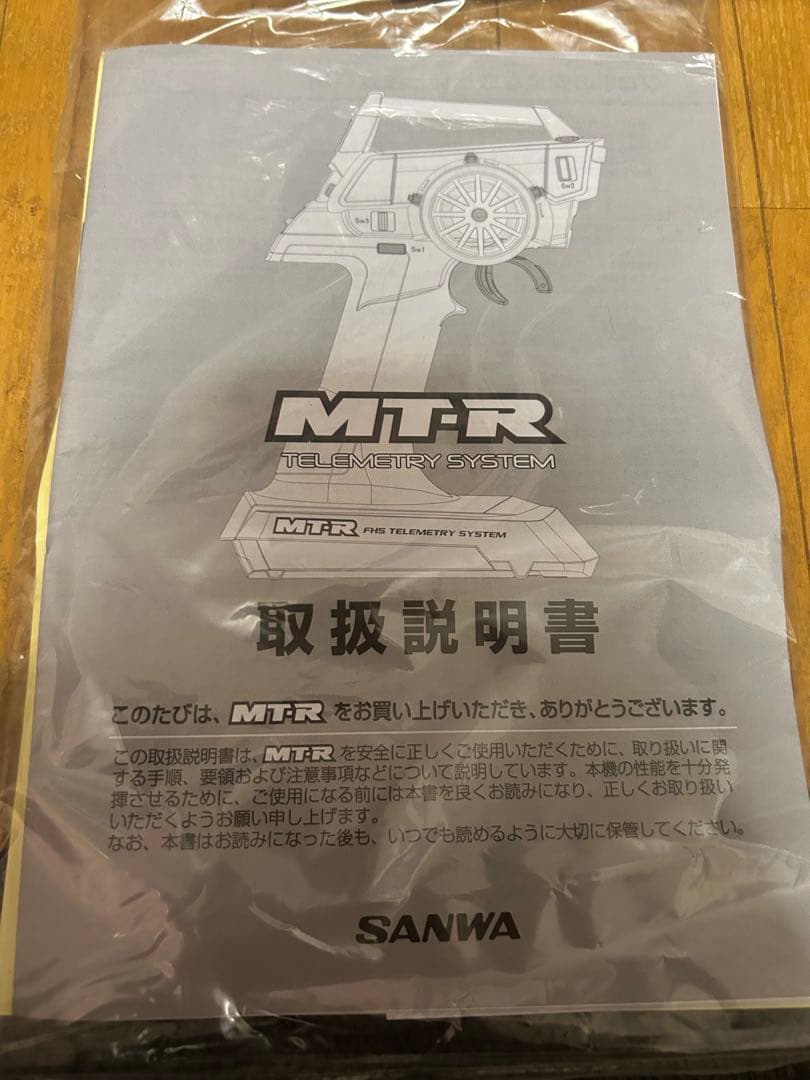 Sw2
Sw3
Sw1
MT-R
TELEMETRY SYSTEM
MT-R FH5 TELEMETRY SYSTEM
取扱説明書
このたびは、MT-Rをお買い上げいただき、ありがとうございます。
この取扱説明書は、MT-Rを安全に正しくご使用いただくために、取り扱いに関
する手順、要領および注意事項などについて説明しています。本機の性能を十分発
揮させるために、ご使用になる前には本書を良くお読みになり、正しくお取り扱い
いただくようお願い申し上げます。
なお、本書はお読みになった後も、いつでも読めるように大切に保管してください。
SANWA